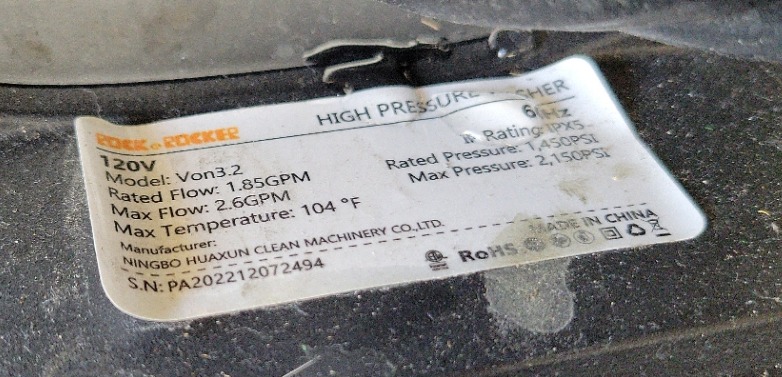 ROCK & ROCKER
HIGH PRESSURE WASHER
120V
60Hz
Model: Von3.2
IP Rating: IPX5
Rated Flow: 1.85GPM
Rated Pressure: 1,450PSI
Max Flow: 2.6GPM
Max Pressure: 2,150PSI
Max Temperature: 104 °F
Manufacturer:
NINGBO HUAXUN CLEAN MACHINERY CO.,LTD.
MADE IN CHINA
S.N: PA202212072494
RoHS